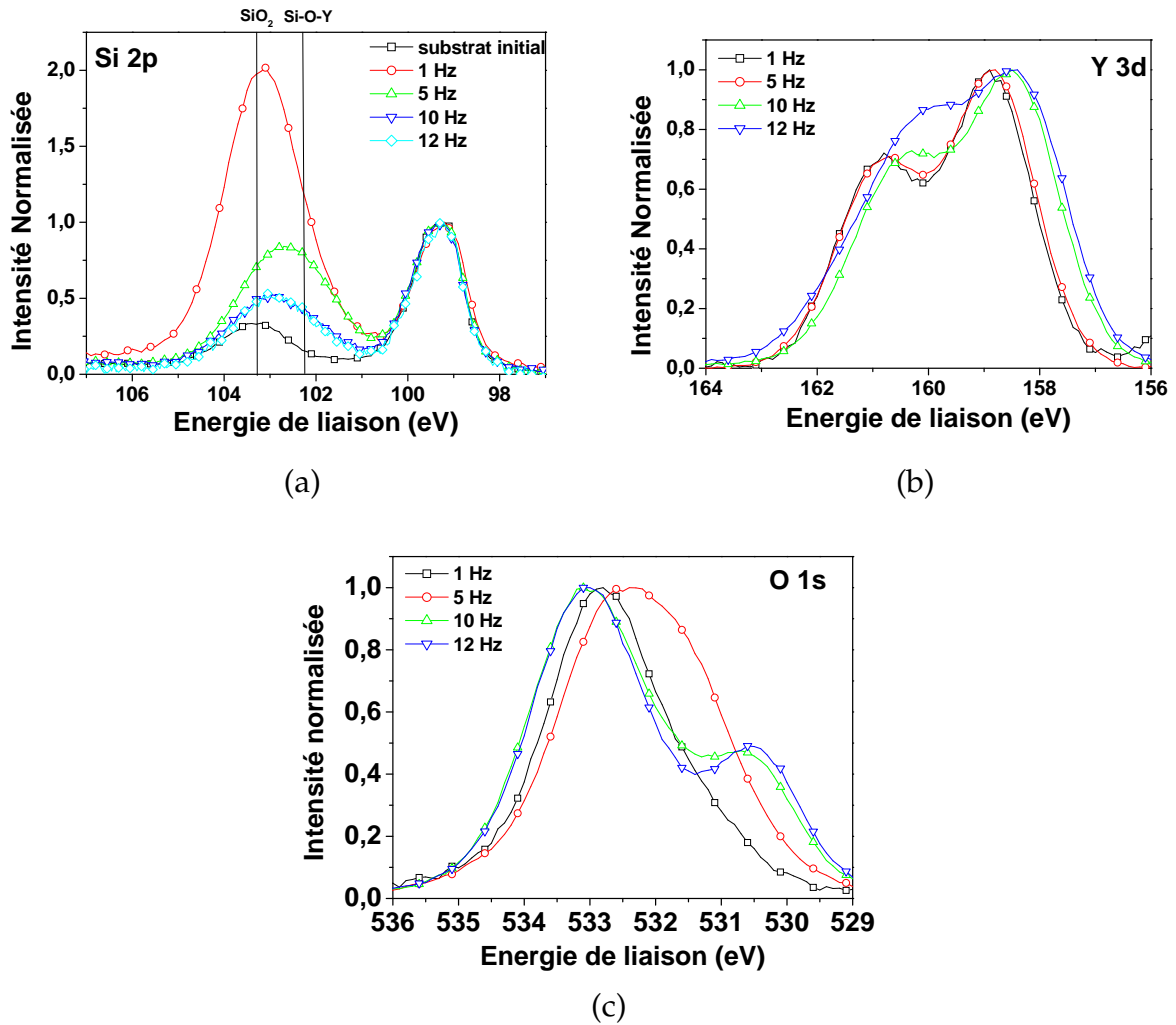 SiO2 Si-O-Y
Si 2p
substrat initial
1 Hz
5 Hz
10 Hz
12 Hz
2,0
1,5
1,0
0,5
0,0
106 104 102 100 98
Intensité Normalisée
Energie de liaison (eV)
(a)
Y 3d
1 Hz
5 Hz
10 Hz
12 Hz
1,0
0,8
0,6
0,4
0,2
0,0
164 162 160 158 156
Intensité Normalisée
Energie de liaison (eV)
(b)
O 1s
1 Hz
5 Hz
10 Hz
12 Hz
1,0
0,8
0,6
0,4
0,2
0,0
536 535 534 533 532 531 530 529
Intensité normalisée
Energie de liaison (eV)
(c)